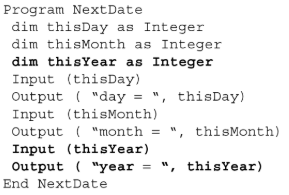 Program NextDate
dim thisDay as Integer
dim thisMonth as Integer
dim thisYear as Integer
Input (thisDay)
Output ( “day = “, thisDay)
Input (thisMonth)
Output ( “month = “, thisMonth)
Input (thisYear)
Output ( “year = “, thisYear)
End NextDate